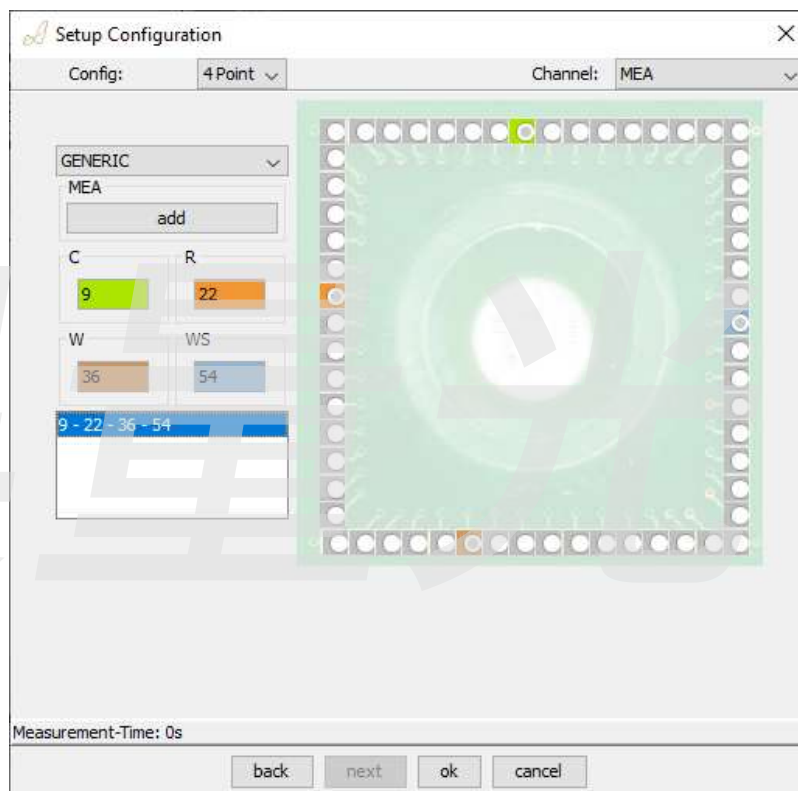 Setup Configuration
Config: 4 Point Channel: MEA
GENERIC
MEA
add
C R
9 22
W WS
36 54
9 - 22 - 36 - 54
Measurement-Time: 0s
back next ok cancel